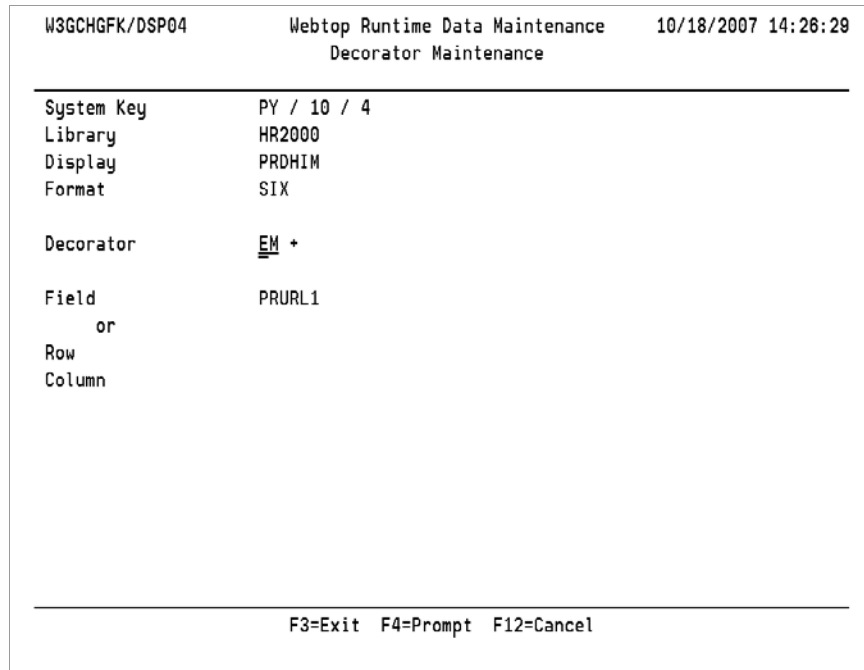 W3GCHGFK/DSP04 Webtop Runtime Data Maintenance 10/18/2007 14:26:29
Decorator Maintenance
System Key PY / 10 / 4
Library HR2000
Display PRDHIM
Format SIX
Decorator EM +
Field PRURL1
or
Row
Column
F3=Exit F4=Prompt F12=Cancel